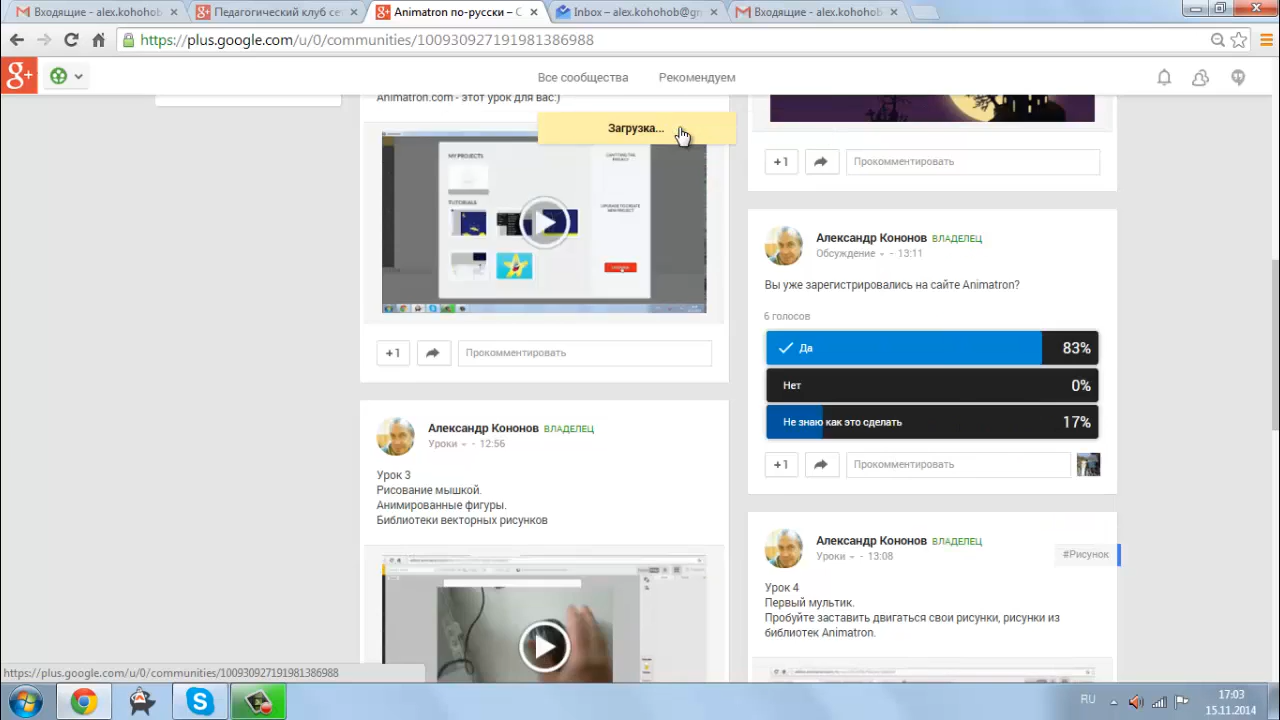 Входящие - alex.kohohob
Педагогический клуб се
Animatron по-русски – С
Inbox – alex.kohohob@gm
Входящие - alex.kohohob
https://plus.google.com/u/0/communities/100930927191981386988
g+
Все сообщества
Рекомендуем
Animatron.com - этот урок для вас:)
Загрузка...
MY PROJECTS
TUTORIALS
+1
Прокомментировать
Александр Кононов ВЛАДЕЛЕЦ
Уроки - 12:56
Урок 3
Рисование мышкой.
Анимированные фигуры.
Библиотеки векторных рисунков
+1
Прокомментировать
Александр Кононов ВЛАДЕЛЕЦ
Обсуждение - 13:11
Вы уже зарегистрировались на сайте Animatron?
6 голосов
Да 83%
Нет 0%
Не знаю как это сделать 17%
+1
Прокомментировать
Александр Кононов ВЛАДЕЛЕЦ
Уроки - 13:08
#Рисунок
Урок 4
Первый мультик.
Пробуйте заставить двигаться свои рисунки, рисунки из
библиотек Animatron.
https://plus.google.com/u/0/communities/100930927191981386988
RU
17:03
15.11.2014